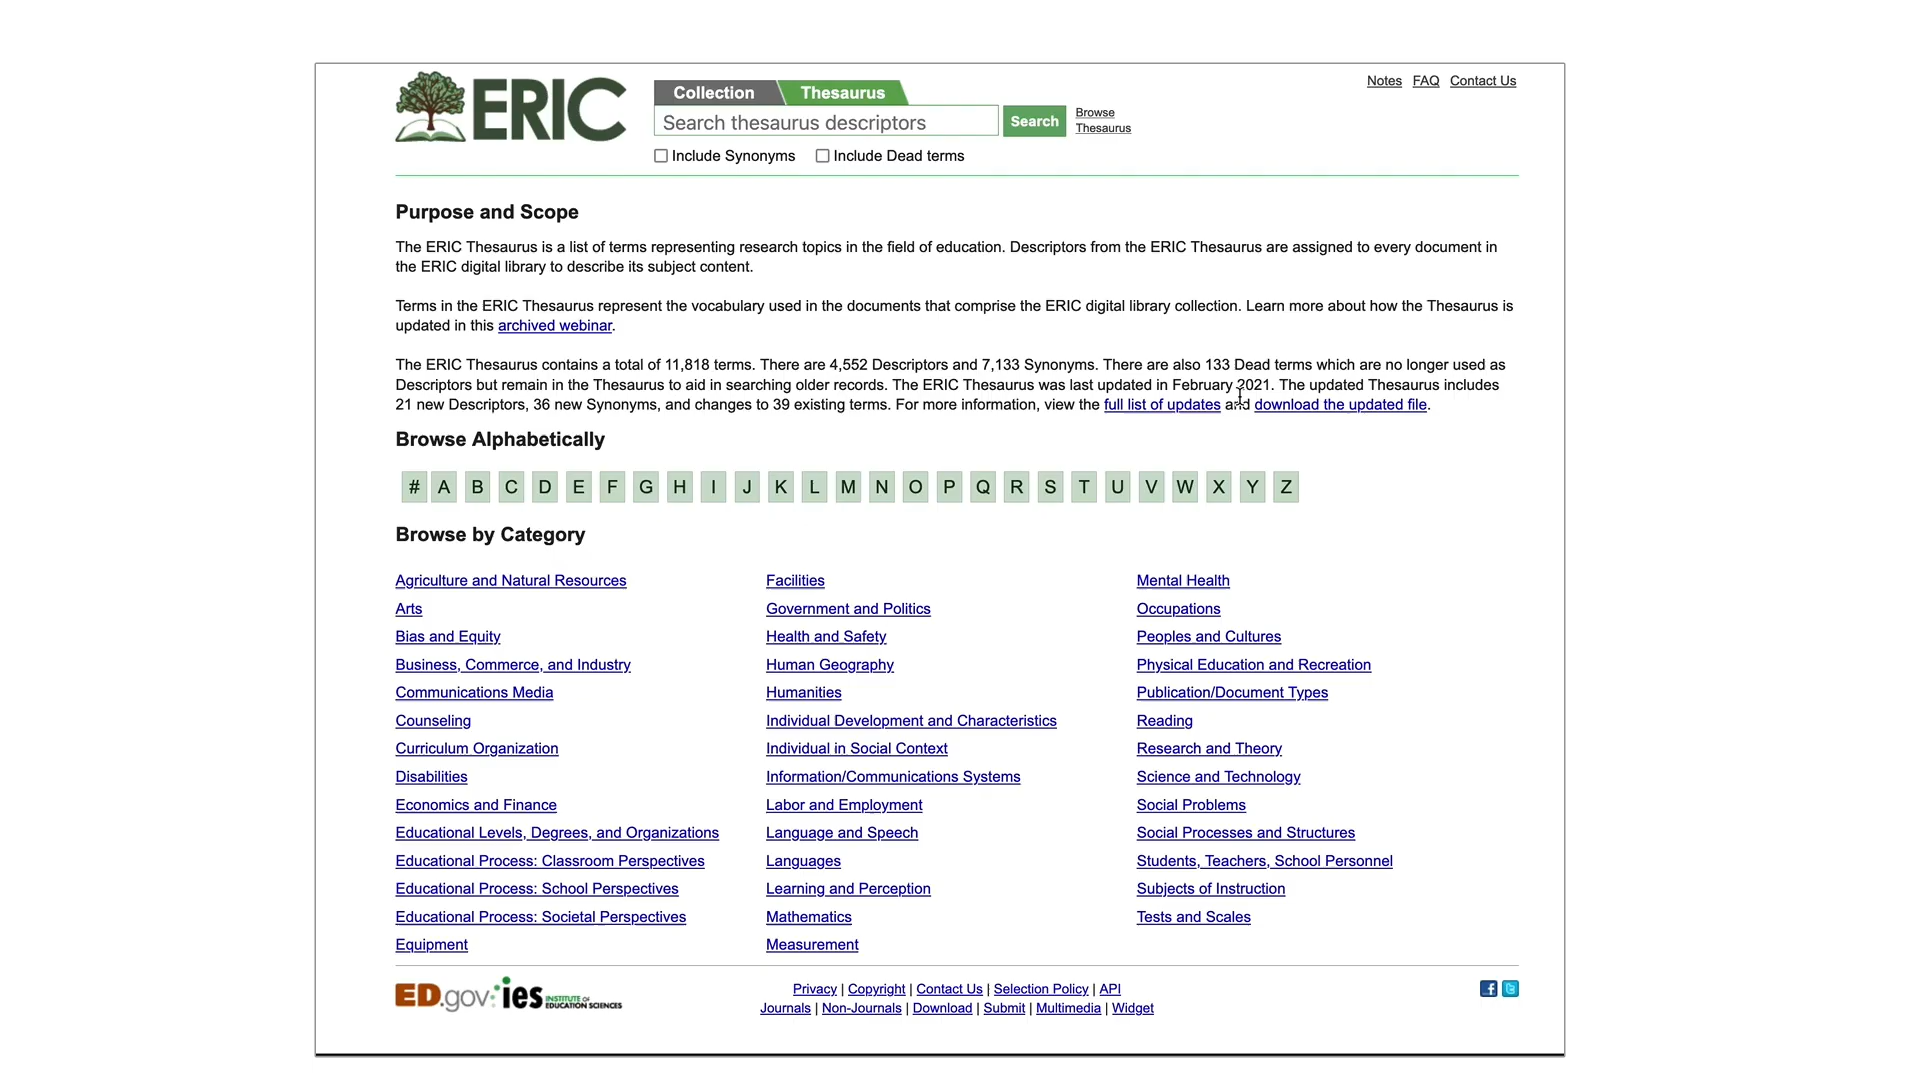 ERIC
Collection Thesaurus
Search thesaurus descriptors
Search
Browse
Thesaurus
Include Synonyms Include Dead terms
Notes FAQ Contact Us
Purpose and Scope
The ERIC Thesaurus is a list of terms representing research topics in the field of education. Descriptors from the ERIC Thesaurus are assigned to every document in
the ERIC digital library to describe its subject content.
Terms in the ERIC Thesaurus represent the vocabulary used in the documents that comprise the ERIC digital library collection. Learn more about how the Thesaurus is
updated in this archived webinar.
The ERIC Thesaurus contains a total of 11,818 terms. There are 4,552 Descriptors and 7,133 Synonyms. There are also 133 Dead terms which are no longer used as
Descriptors but remain in the Thesaurus to aid in searching older records. The ERIC Thesaurus was last updated in February 2021. The updated Thesaurus includes
21 new Descriptors, 36 new Synonyms, and changes to 39 existing terms. For more information, view the full list of updates and download the updated file.
Browse Alphabetically
# A B C D E F G H I J K L M N O P Q R S T U V W X Y Z
Browse by Category
Agriculture and Natural Resources
Arts
Bias and Equity
Business, Commerce, and Industry
Communications Media
Counseling
Curriculum Organization
Disabilities
Economics and Finance
Educational Levels, Degrees, and Organizations
Educational Process: Classroom Perspectives
Educational Process: School Perspectives
Educational Process: Societal Perspectives
Equipment
Facilities
Government and Politics
Health and Safety
Human Geography
Humanities
Individual Development and Characteristics
Individual in Social Context
Information/Communications Systems
Labor and Employment
Language and Speech
Languages
Learning and Perception
Mathematics
Measurement
Mental Health
Occupations
Peoples and Cultures
Physical Education and Recreation
Publication/Document Types
Reading
Research and Theory
Science and Technology
Social Problems
Social Processes and Structures
Students, Teachers, School Personnel
Subjects of Instruction
Tests and Scales
ED.gov ies INSTITUTE OF
EDUCATION SCIENCES
Privacy | Copyright | Contact Us | Selection Policy | API
Journals | Non-Journals | Download | Submit | Multimedia | Widget